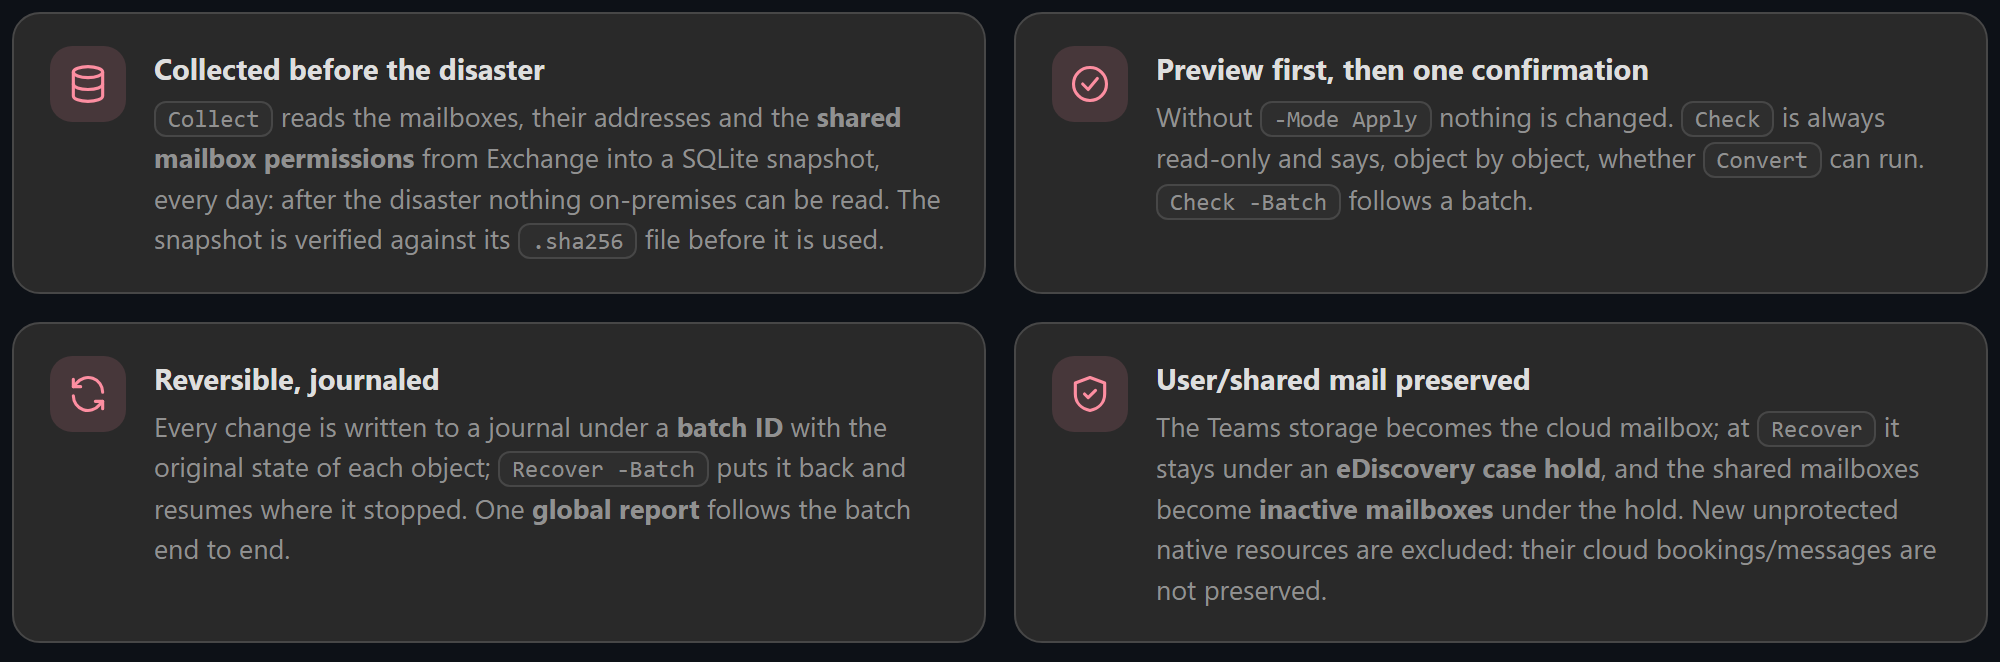 Collected before the disaster
Collect reads the mailboxes, their addresses and the shared
mailbox permissions from Exchange into a SQLite snapshot,
every day: after the disaster nothing on-premises can be read. The
snapshot is verified against its .sha256 file before it is used.
Preview first, then one confirmation
Without -Mode Apply nothing is changed. Check is always
read-only and says, object by object, whether Convert can run.
Check -Batch follows a batch.
Reversible, journaled
Every change is written to a journal under a batch ID with the
original state of each object; Recover -Batch puts it back and
resumes where it stopped. One global report follows the batch
end to end.
User/shared mail preserved
The Teams storage becomes the cloud mailbox; at Recover it
stays under an eDiscovery case hold, and the shared mailboxes
become inactive mailboxes under the hold. New unprotected
native resources are excluded: their cloud bookings/messages are
not preserved.